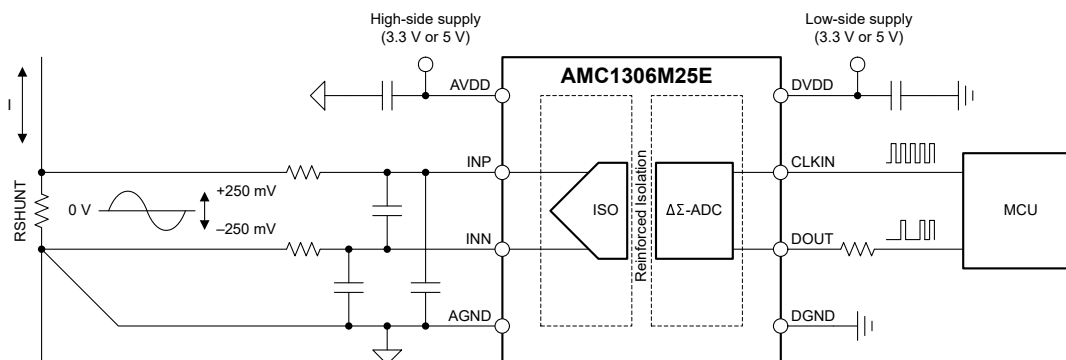 High-side supply
(3.3 V or 5 V)
Low-side supply
(3.3 V or 5 V)
AMC1306M25E
AVDD
DVDD
I
INP
CLKIN
RSHUNT
0 V
+250 mV
–250 mV
ISO
Reinforced Isolation
ΔΣ-ADC
MCU
INN
DOUT
AGND
DGND